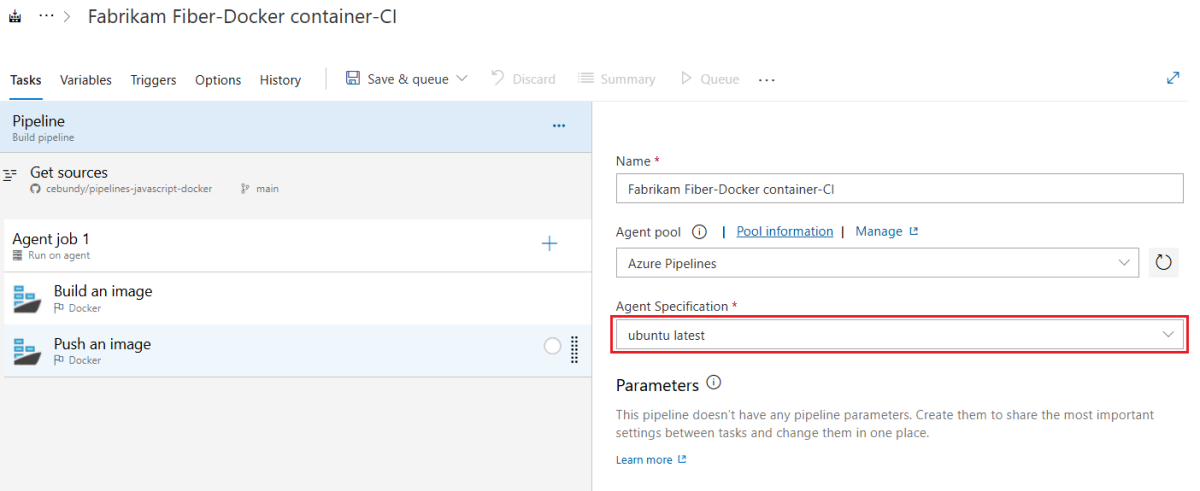 Fabrikam Fiber-Docker container-CI
Tasks Variables Triggers Options History Save & queue Discard Summary Queue
Pipeline
Build pipeline
Get sources
cebundy/pipelines-javascript-docker main
Agent job 1
Run on agent
Build an image
Docker
Push an image
Docker
Name *
Fabrikam Fiber-Docker container-CI
Agent pool | Pool information | Manage
Azure Pipelines
Agent Specification *
ubuntu latest
Parameters
This pipeline doesn't have any pipeline parameters. Create them to share the most important
settings between tasks and change them in one place.
Learn more